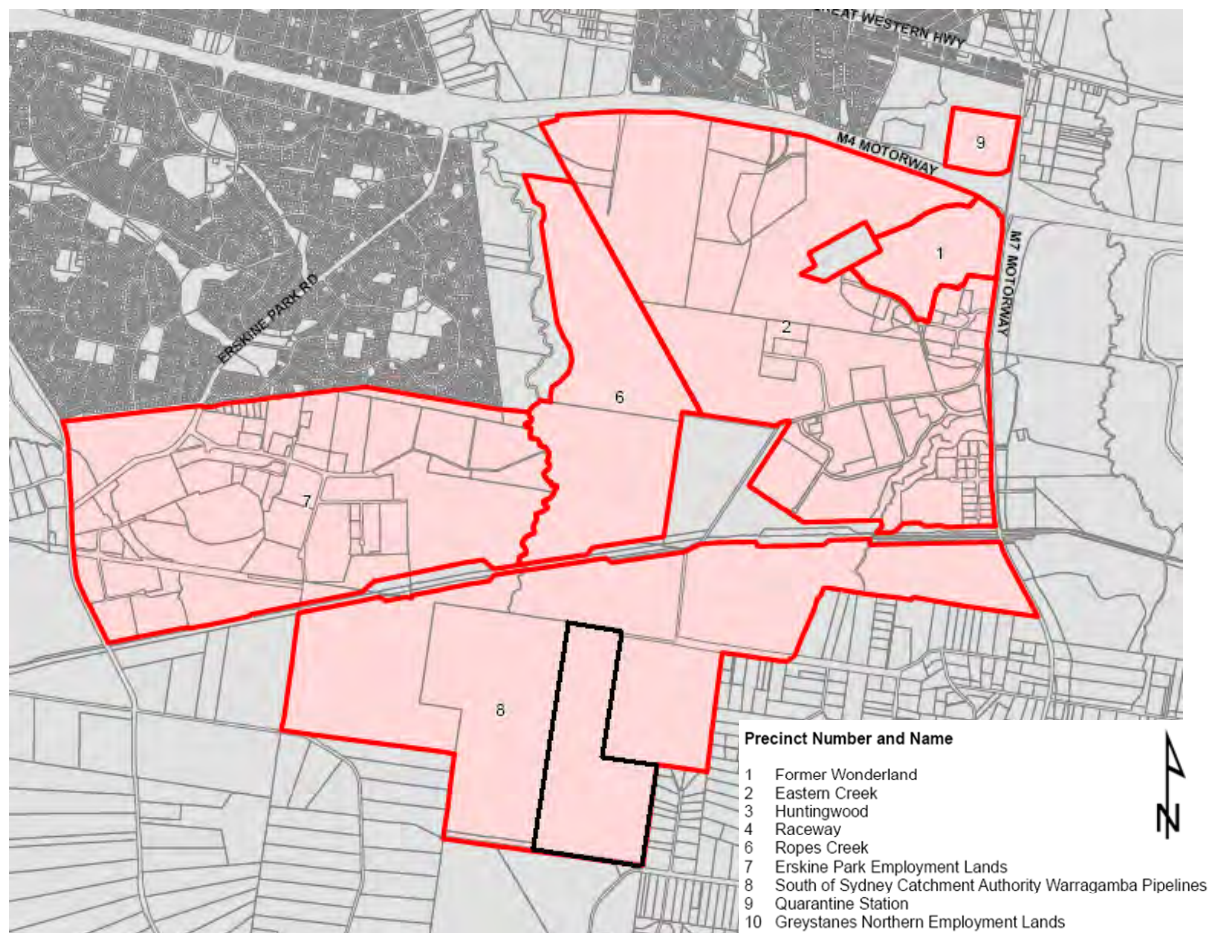 GREAT WESTERN HWY
9
M4 MOTORWAY
1
M7 MOTORWAY
ERSKINE PARK RD
2
6
7
8
Precinct Number and Name
1 Former Wonderland
2 Eastern Creek
3 Huntingwood
4 Raceway
6 Ropes Creek
7 Erskine Park Employment Lands
8 South of Sydney Catchment Authority Warragamba Pipelines
9 Quarantine Station
10 Greystanes Northern Employment Lands
N